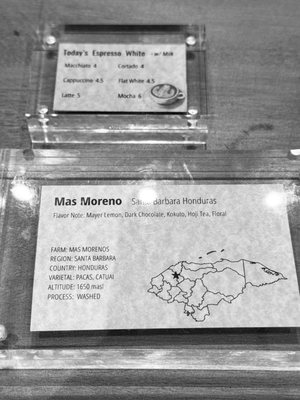 Today's Espresso White - w/ Milk
Macchiato 4 Cortado 4
Cappuccino 4.5 Flat White 4.5
Latte 5 Mocha 6
Mas Moreno Santa Barbara Honduras
Flavor Note: Mayer Lemon, Dark Chocolate, Kokuto, Hoji Tea, Floral
FARM: MAS MORENOS
REGION: SANTA BARBARA
COUNTRY: HONDURAS
VARIETAL: PACAS, CATUAI
ALTITUDE: 1650 masl
PROCESS: WASHED